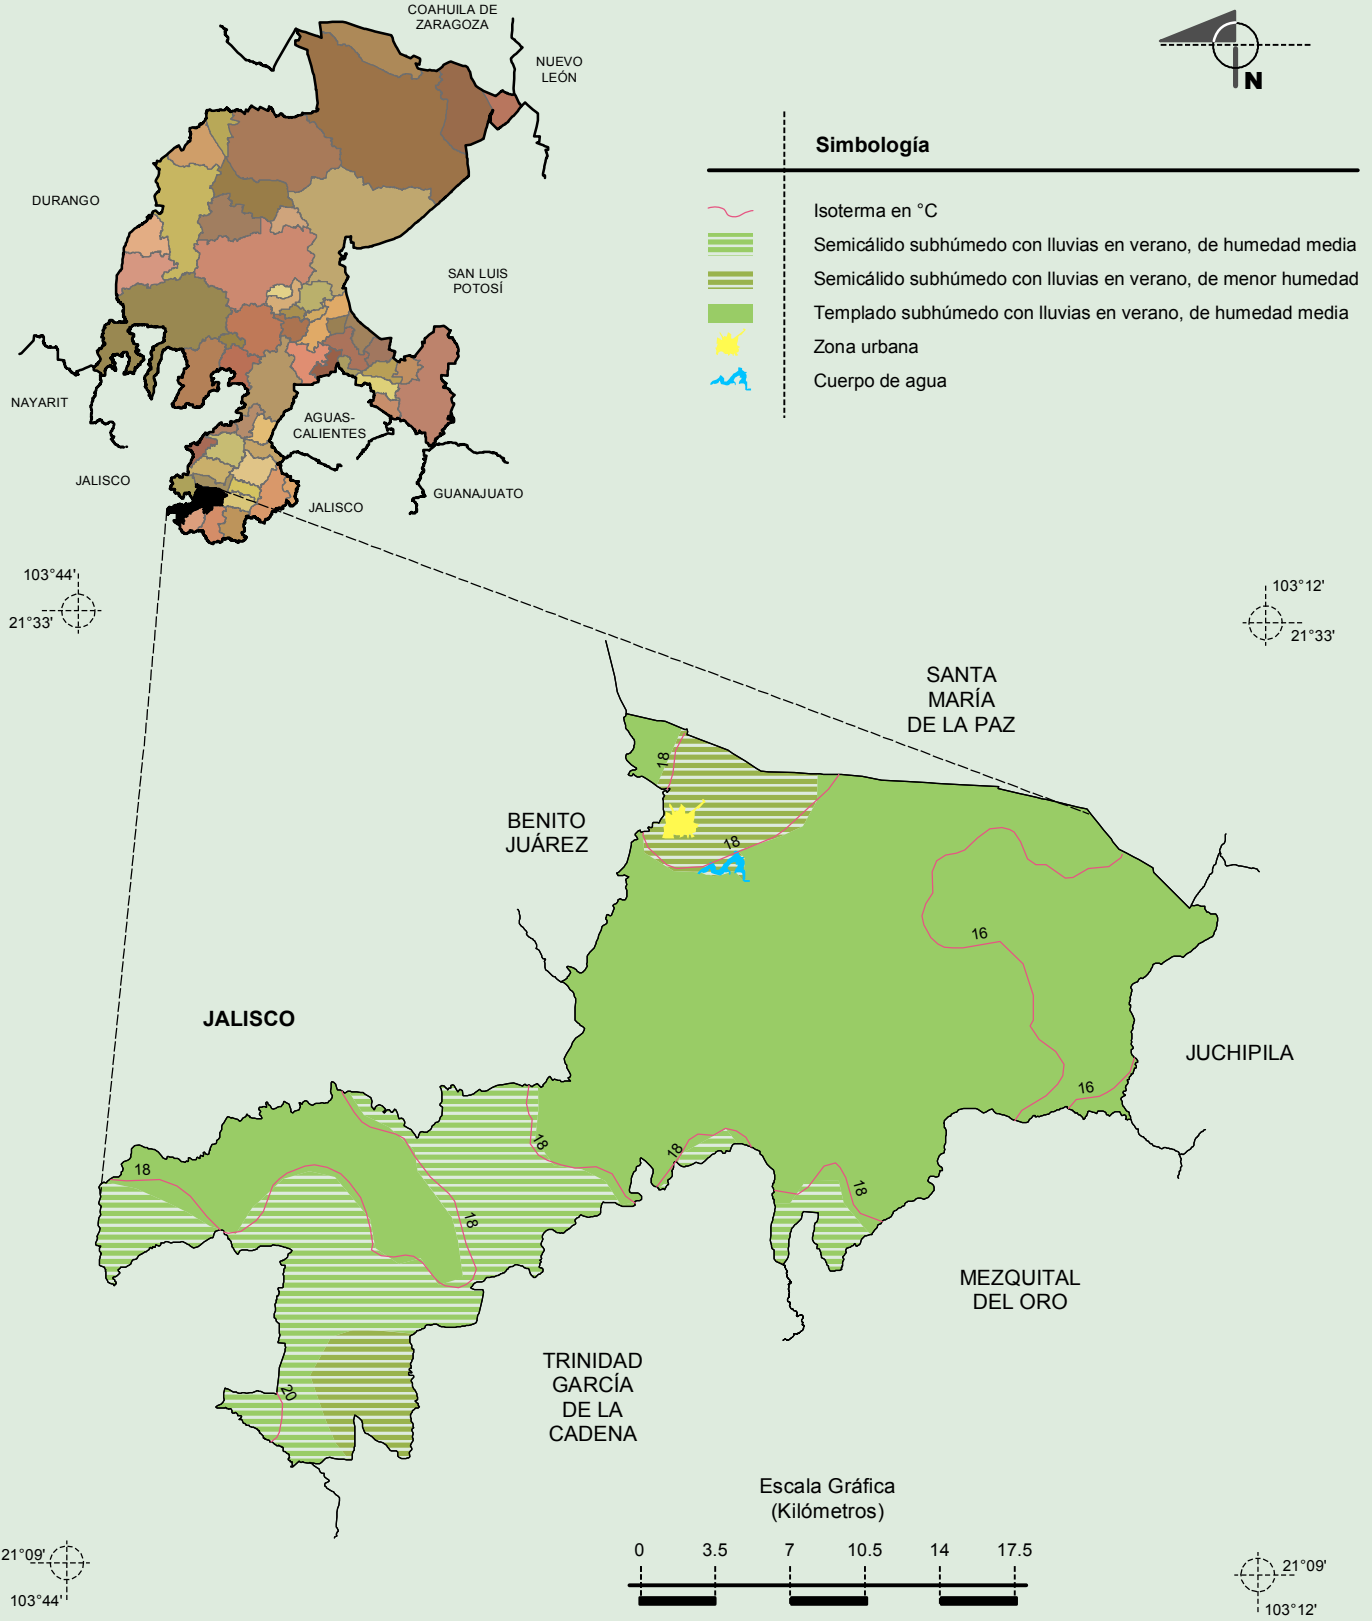 COAHUILA DE
ZARAGOZA
NUEVO
LEÓN
DURANGO
SAN LUIS
POTOSÍ
NAYARIT
AGUAS-
CALIENTES
JALISCO
GUANAJUATO
JALISCO
N
Simbología
Isoterma en °C
Semicálido subhúmedo con lluvias en verano, de humedad media
Semicálido subhúmedo con lluvias en verano, de menor humedad
Templado subhúmedo con lluvias en verano, de humedad media
Zona urbana
Cuerpo de agua
103°44'
21°33'
103°12'
21°33'
SANTA
MARÍA
DE LA PAZ
18
BENITO
JUÁREZ
18
16
JALISCO
JUCHIPILA
16
18
18
18
18
18
MEZQUITAL
DEL ORO
TRINIDAD
GARCÍA
DE LA
CADENA
20
Escala Gráfica
(Kilómetros)
0 3.5 7 10.5 14 17.5
21°09'
103°44'
21°09'
103°12'